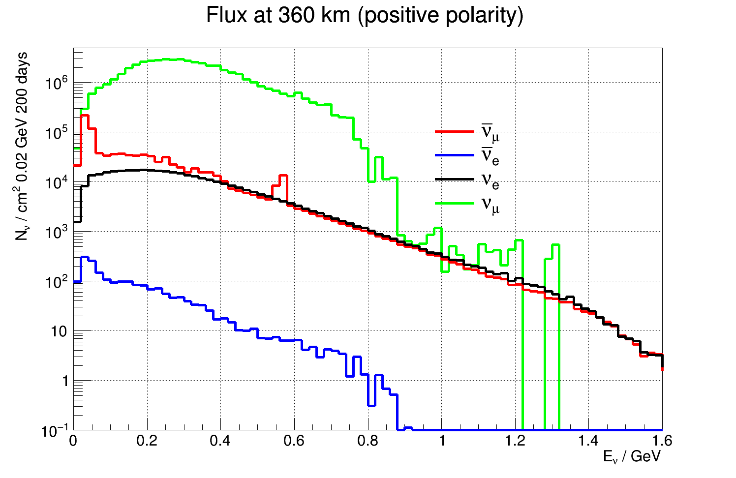 Flux at 360 km (positive polarity)
N_ν / cm² 0.02 GeV 200 days
10⁶
10⁵
10⁴
10³
10²
10
1
10⁻¹
ν̅_μ
ν̅_e
ν_e
ν_μ
0 0.2 0.4 0.6 0.8 1 1.2 1.4 1.6
E_ν / GeV